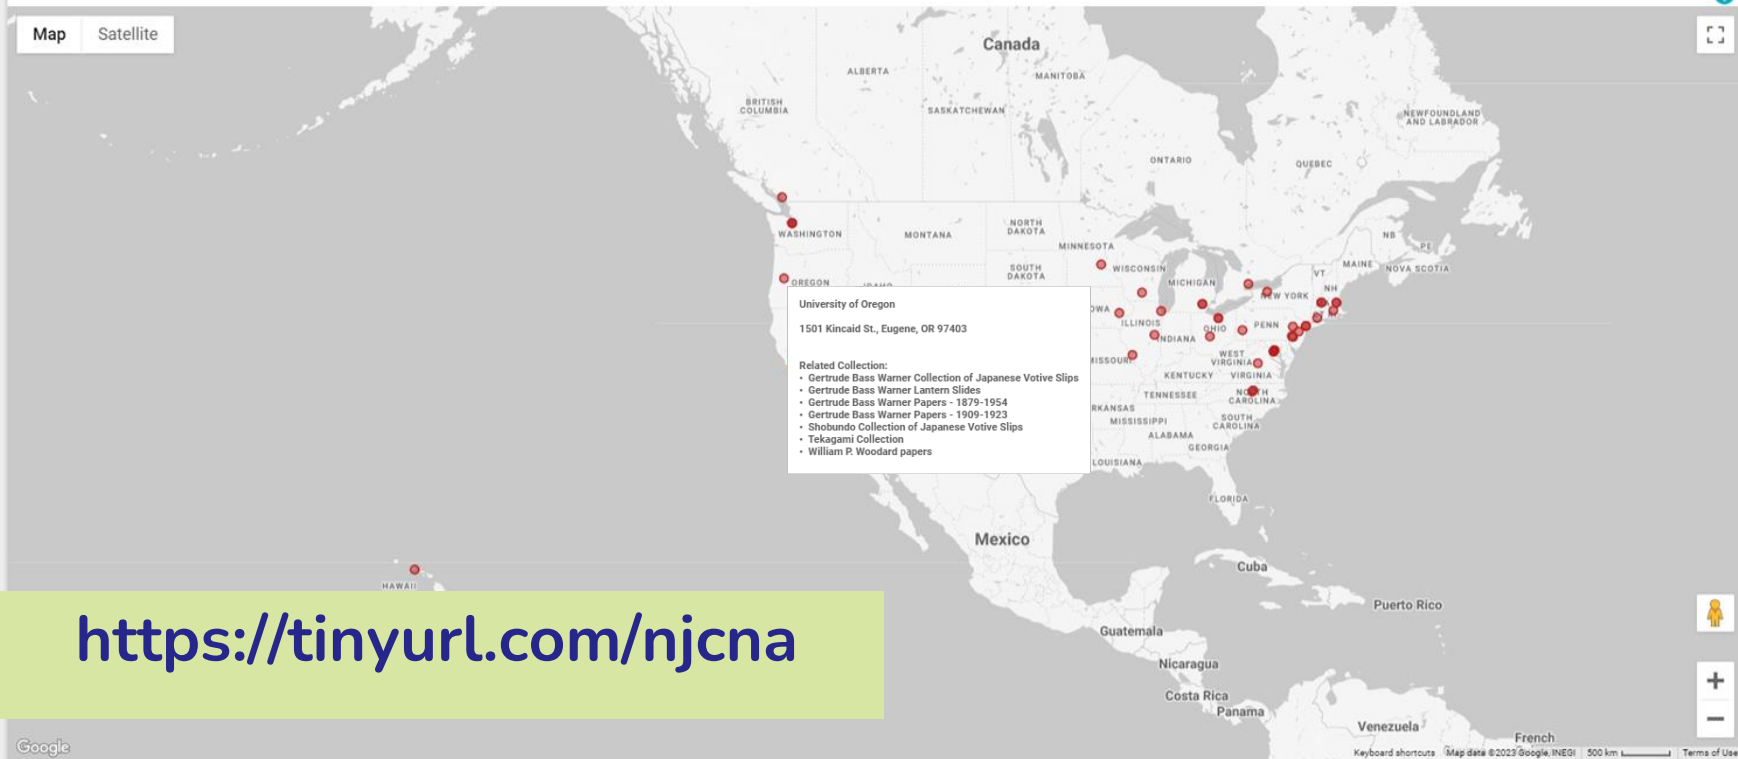 Map Satellite
Canada
ALBERTA
MANITOBA
BRITISH
COLUMBIA
SASKATCHEWAN
NEWFOUNDLAND
AND LABRADOR
ONTARIO
QUEBEC
WASHINGTON
MONTANA
NORTH
DAKOTA
MINNESOTA
NB
PE
MAINE
NOVA SCOTIA
SOUTH
DAKOTA
WISCONSIN
MICHIGAN
VT
NH
OREGON
NEW YORK
University of Oregon
1501 Kincaid St., Eugene, OR 97403
Related Collection:
• Gertrude Bass Warner Collection of Japanese Votive Slips
• Gertrude Bass Warner Lantern Slides
• Gertrude Bass Warner Papers - 1879-1954
• Gertrude Bass Warner Papers - 1909-1923
• Shobundo Collection of Japanese Votive Slips
• Tekagami Collection
• William P. Woodard papers
OWA
ILLINOIS
OHIO
PENN
INDIANA
MISSOURI
WEST
VIRGINIA
KENTUCKY
VIRGINIA
TENNESSEE
NORTH
CAROLINA
RKANSAS
MISSISSIPPI
SOUTH
CAROLINA
ALABAMA
GEORGIA
LOUISIANA
FLORIDA
Mexico
Cuba
HAWAII
Puerto Rico
Guatemala
Nicaragua
Costa Rica
Panama
Venezuela
French
https://tinyurl.com/njcna
Google
Keyboard shortcuts Map data ©2023 Google, INEGI 500 km Terms of Use